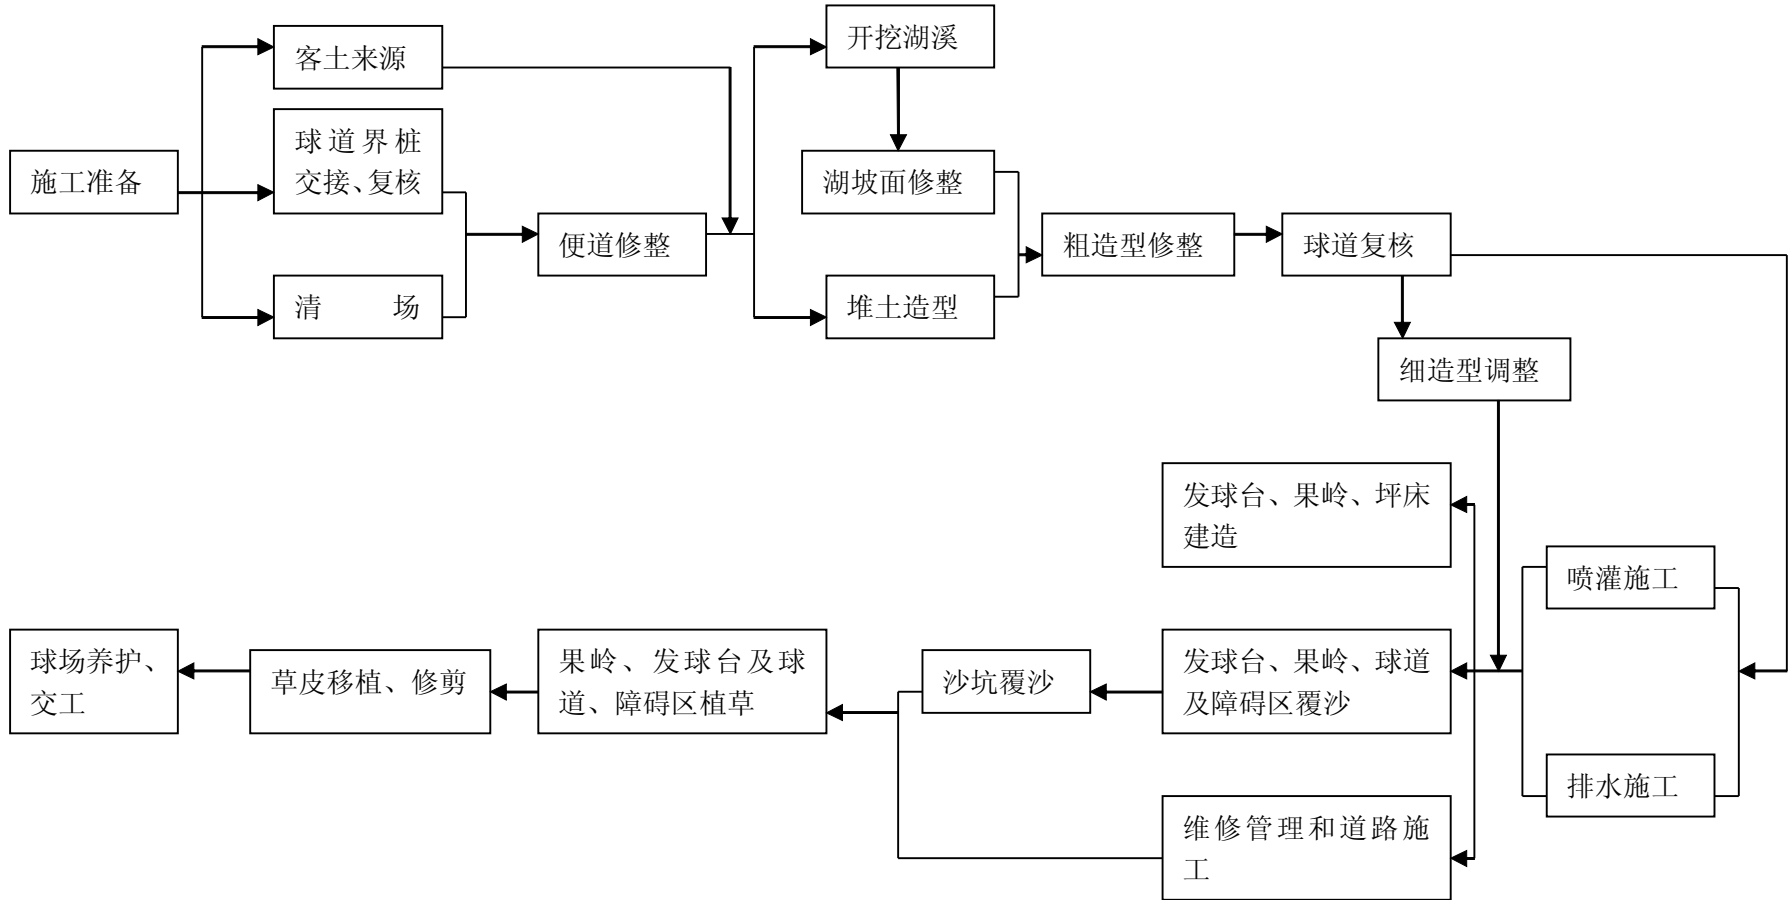 施工准备
客土来源
球道界桩
交接、复核
清场
便道修整
开挖湖溪
湖坡面修整
堆土造型
粗造型修整
球道复核
细造型调整
发球台、果岭、坪床
建造
喷灌施工
排水施工
发球台、果岭、球道
及障碍区覆沙
维修管理和道路施
工
沙坑覆沙
果岭、发球台及球
道、障碍区植草
草皮移植、修剪
球场养护、
交工